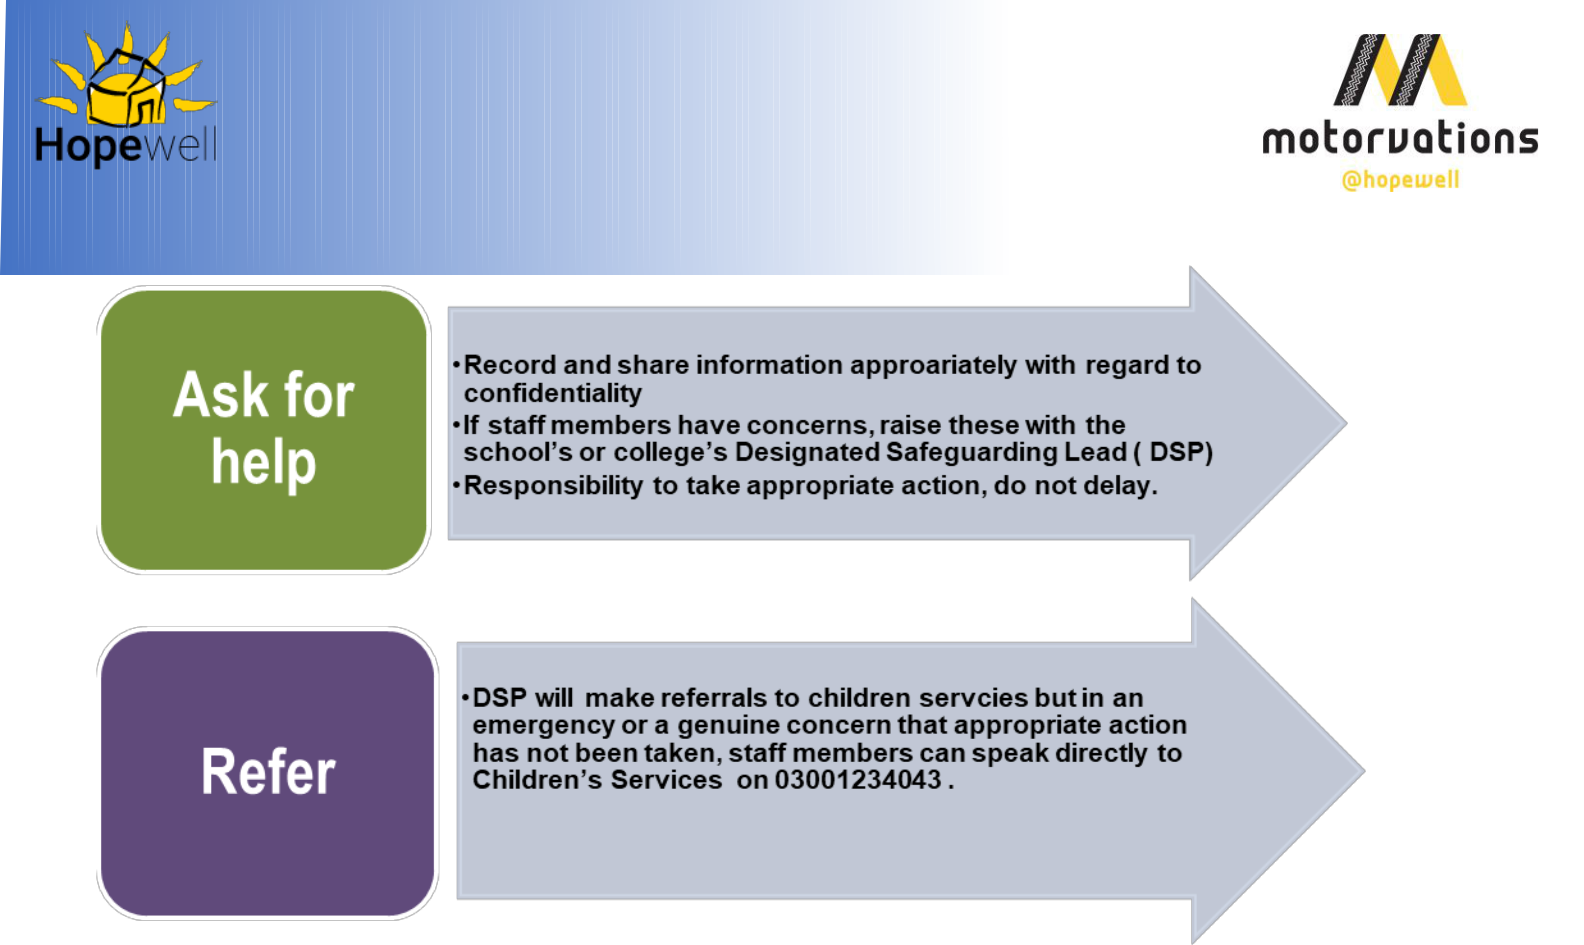 Hopewell
motorvations
@hopewell
Ask for
help
•Record and share information approariately with regard to
confidentiality
•If staff members have concerns, raise these with the
school’s or college’s Designated Safeguarding Lead ( DSP)
•Responsibility to take appropriate action, do not delay.
Refer
•DSP will make referrals to children servcies but in an
emergency or a genuine concern that appropriate action
has not been taken, staff members can speak directly to
Children’s Services on 03001234043 .